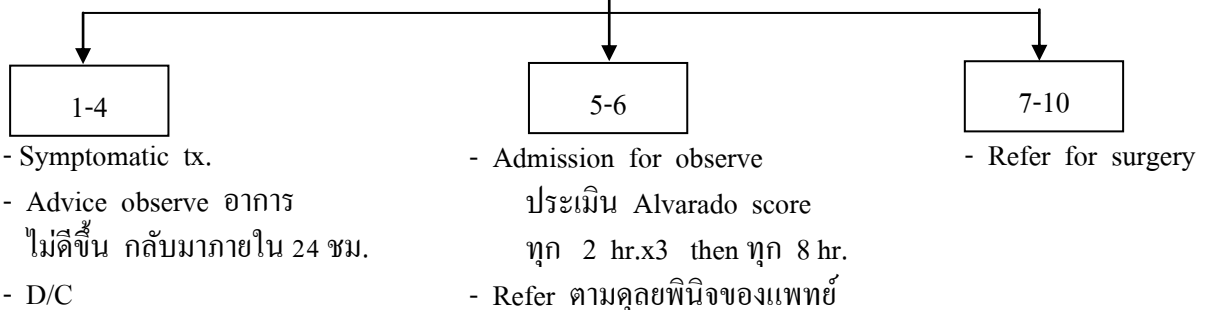 1-4
- Symptomatic tx.
- Advice observe อาการ
ไม่ดีขึ้น กลับมาภายใน 24 ชม.
- D/C
5-6
- Admission for observe
ประเมิน Alvarado score
ทุก 2 hr.x3 then ทุก 8 hr.
- Refer ตามดุลยพินิจของแพทย์
7-10
- Refer for surgery